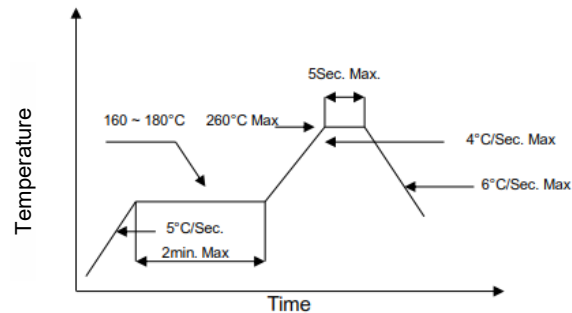 5Sec. Max.
160 ~ 180°C
260°C Max
4°C/Sec. Max
6°C/Sec. Max
Temperature
5°C/Sec.
2min. Max
Time